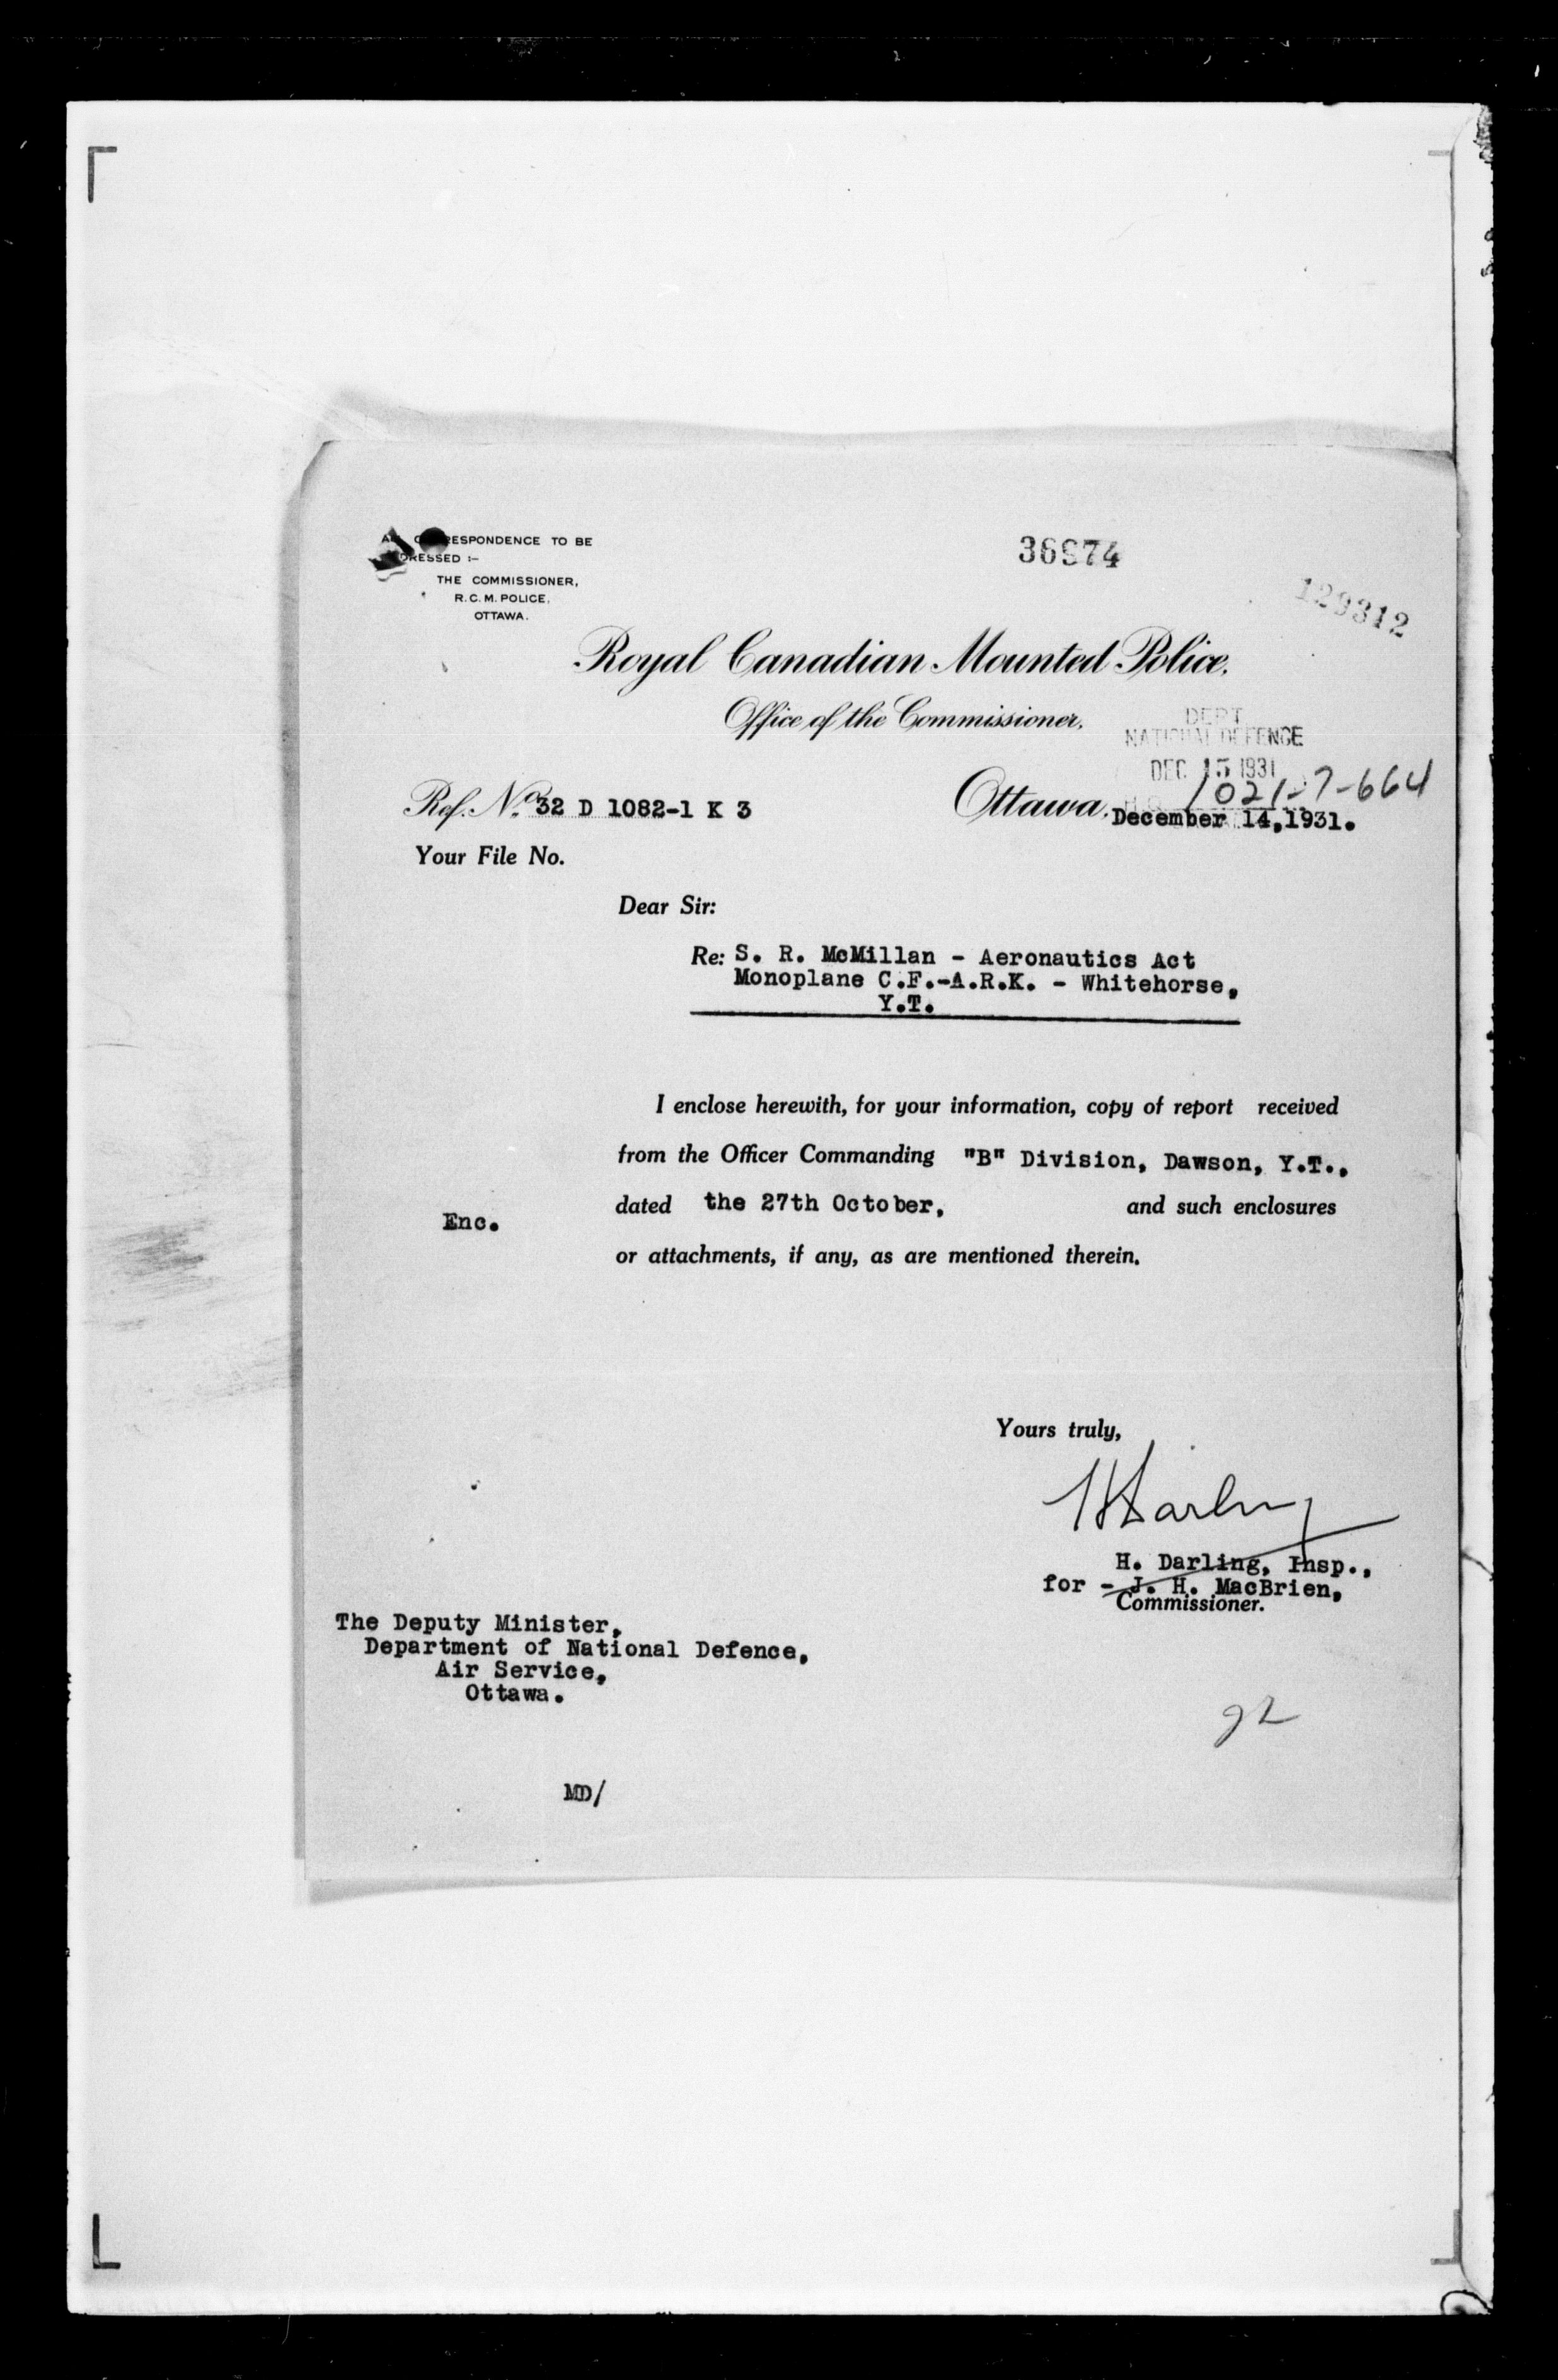 CORRESPONDENCE TO BE
ADDRESSED :-
THE COMMISSIONER,
R. C. M. POLICE,
OTTAWA.
36974
129312
Royal Canadian Mounted Police.
Office of the Commissioner,
DEPT
NATIONAL DEFENCE
DEC 15 1931
1021-7-664
Ref. No. 32 D 1082-1 K 3
Ottawa, December 14, 1931.
Your File No.
Dear Sir:
Re: S. R. McMillan - Aeronautics Act
Monoplane C.F.-A.R.K. - Whitehorse,
Y.T.
I enclose herewith, for your information, copy of report received
from the Officer Commanding "B" Division, Dawson, Y.T.,
dated the 27th October, and such enclosures
Enc.
or attachments, if any, as are mentioned therein.
Yours truly,
H Darling
H. Darling, Insp.,
for - J. H. MacBrien,
Commissioner.
The Deputy Minister,
Department of National Defence,
Air Service,
Ottawa.
MD/